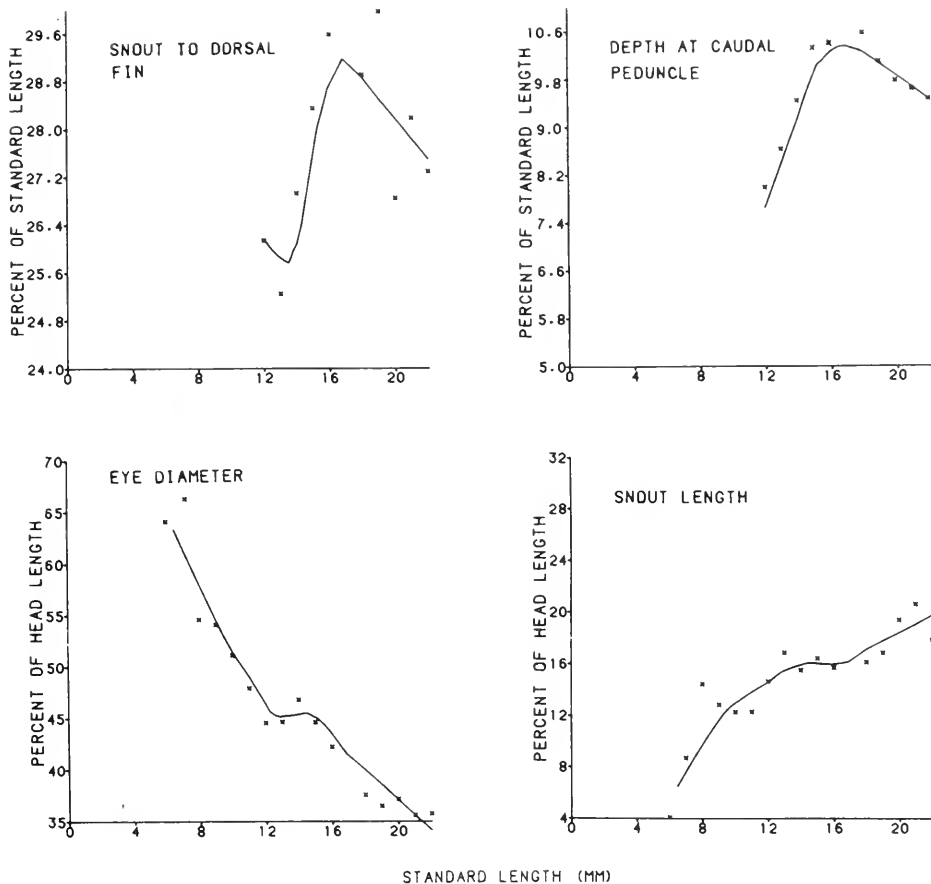 SNOUT TO DORSAL
FIN
PERCENT OF STANDARD LENGTH
29.6
28.8
28.0
27.2
26.4
25.6
24.8
24.0
0 4 8 12 16 20
DEPTH AT CAUDAL
PEDUNCLE
PERCENT OF STANDARD LENGTH
10.6
9.8
9.0
8.2
7.4
6.6
5.8
5.0
0 4 8 12 16 20
EYE DIAMETER
PERCENT OF HEAD LENGTH
70
65
60
55
50
45
40
35
0 4 8 12 16 20
SNOUT LENGTH
PERCENT OF HEAD LENGTH
32
28
24
20
16
12
8
4
0 4 8 12 16 20
STANDARD LENGTH (MM)